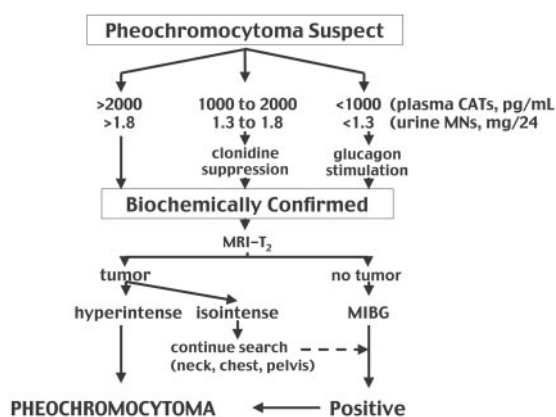 Pheochromocytoma Suspect
>2000 1000 to 2000 <1000 (plasma CATs, pg/mL
>1.8 1.3 to 1.8 <1.3 (urine MNs, mg/24
clonidine suppression
glucagon stimulation
Biochemically Confirmed
MRI-T₂
tumor no tumor
hyperintense isointense MIBG
continue search
(neck, chest, pelvis)
PHEOCHROMOCYTOMA Positive